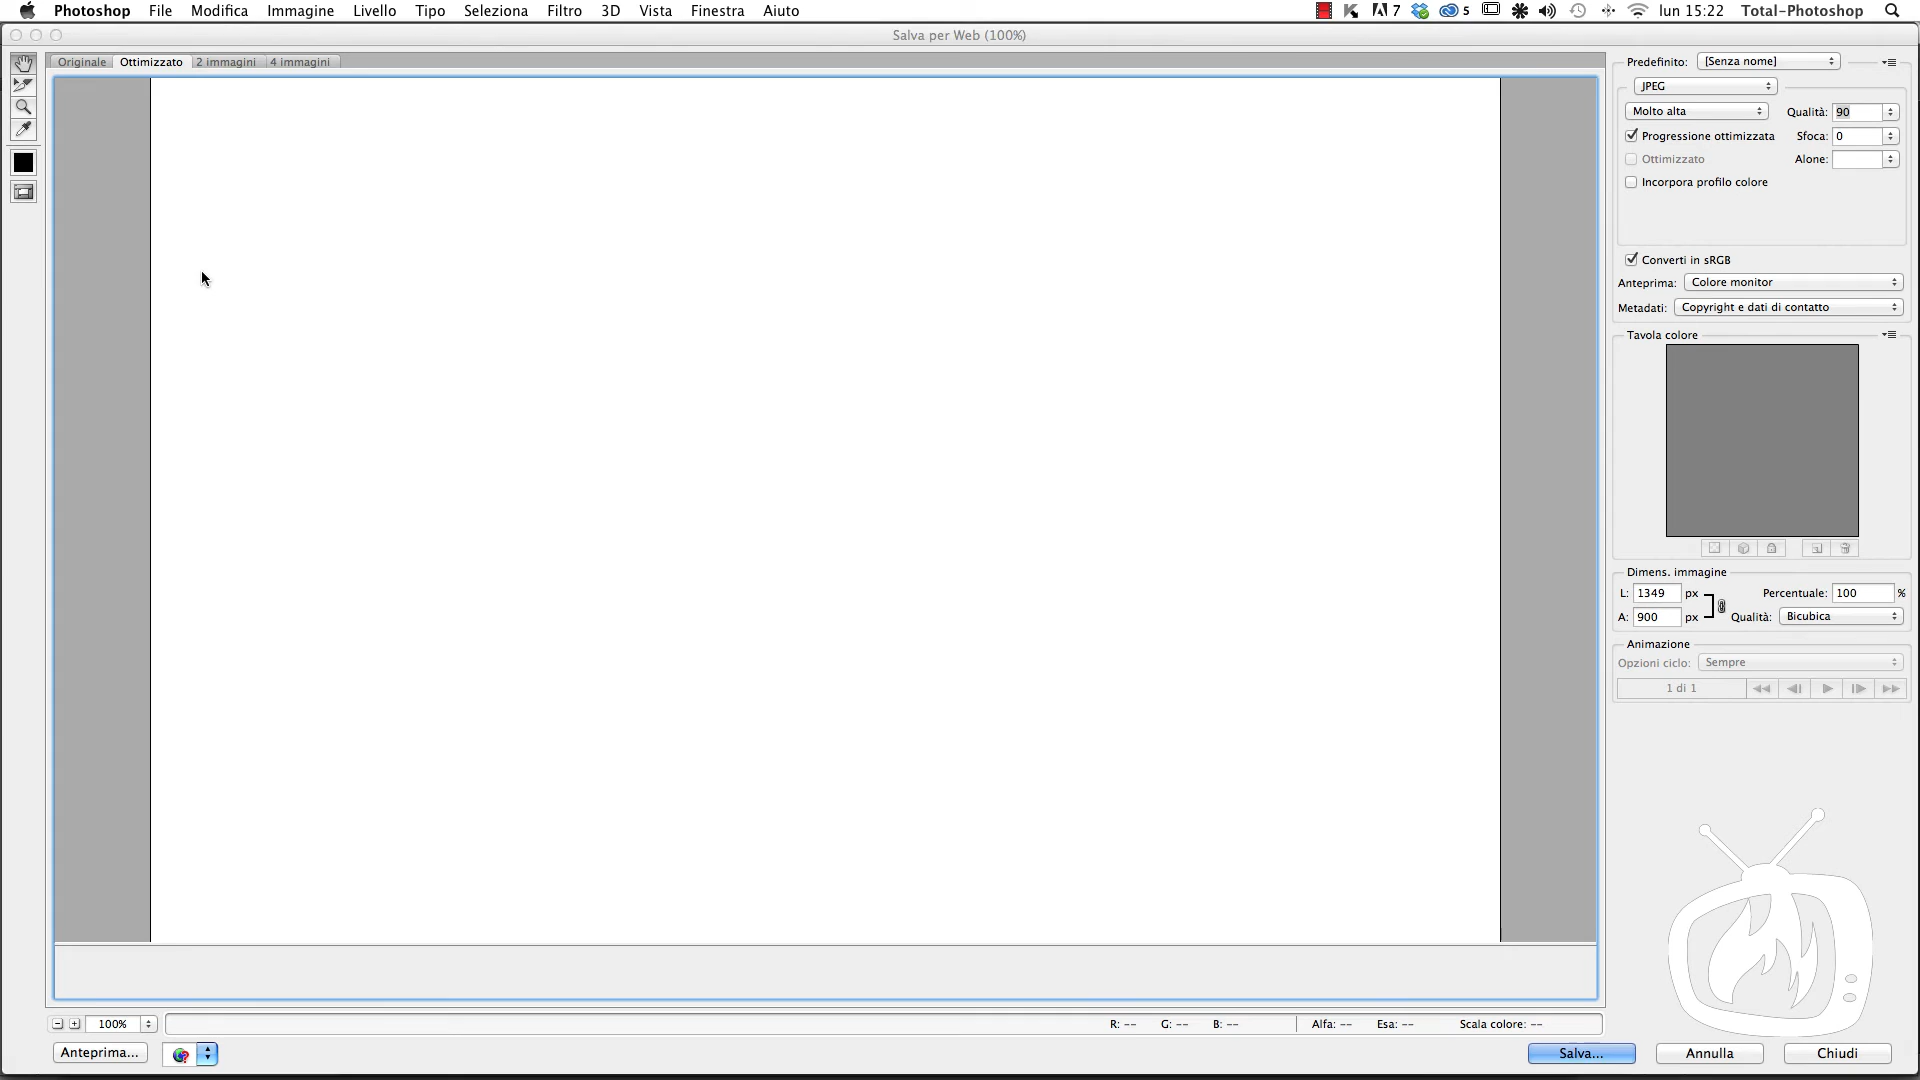 Photoshop File Modifica Immagine Livello Tipo Seleziona Filtro 3D Vista Finestra Aiuto 7 5 lun 15:22 Total-Photoshop
Salva per Web (100%)
Originale Ottimizzato 2 immagini 4 immagini
Predefinito: [Senza nome]
JPEG
Molto alta Qualità: 90
Progressione ottimizzata Sfoca: 0
Ottimizzato Alone:
Incorpora profilo colore
Converti in sRGB
Anteprima: Colore monitor
Metadati: Copyright e dati di contatto
Tavola colore
Dimens. immagine
L: 1349 px Percentuale: 100 %
A: 900 px Qualità: Bicubica
Animazione
Opzioni ciclo: Sempre
1 di 1
100% R: -- G: -- B: -- Alfa: -- Esa: -- Scala colore: --
Anteprima... Salva... Annulla Chiudi